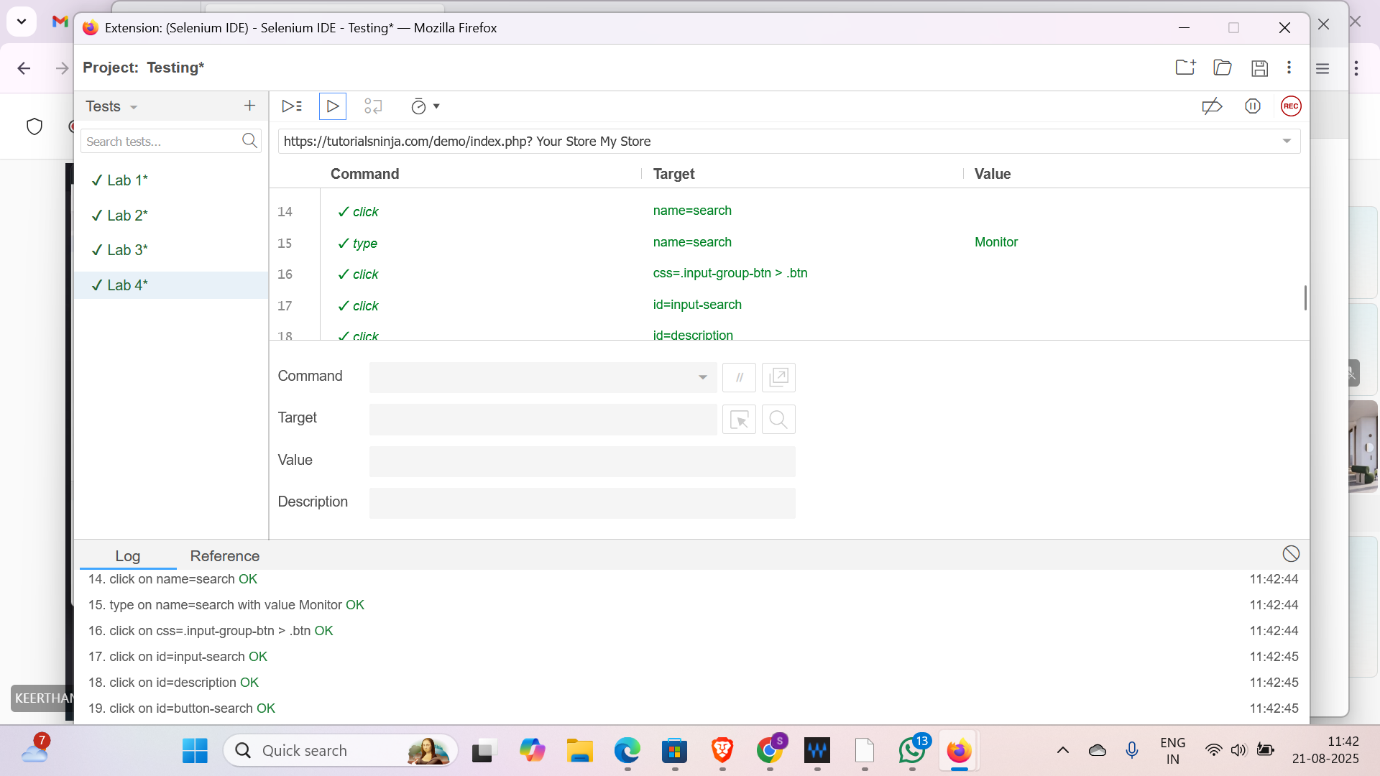 Extension: (Selenium IDE) - Selenium IDE - Testing* — Mozilla Firefox
Project: Testing*
Tests
Search tests...
✓ Lab 1*
✓ Lab 2*
✓ Lab 3*
✓ Lab 4*
REC
https://tutorialsninja.com/demo/index.php? Your Store My Store
Command Target Value
14 ✓ click name=search
15 ✓ type name=search Monitor
16 ✓ click css=.input-group-btn > .btn
17 ✓ click id=input-search
18 ✓ click id=description
Command
//
Target
Value
Description
Log Reference
14. click on name=search OK 11:42:44
15. type on name=search with value Monitor OK 11:42:44
16. click on css=.input-group-btn > .btn OK 11:42:44
17. click on id=input-search OK 11:42:45
18. click on id=description OK 11:42:45
19. click on id=button-search OK 11:42:45
KEERTHAN
7
Quick search
S
13
ENG
IN
11:42
21-08-2025